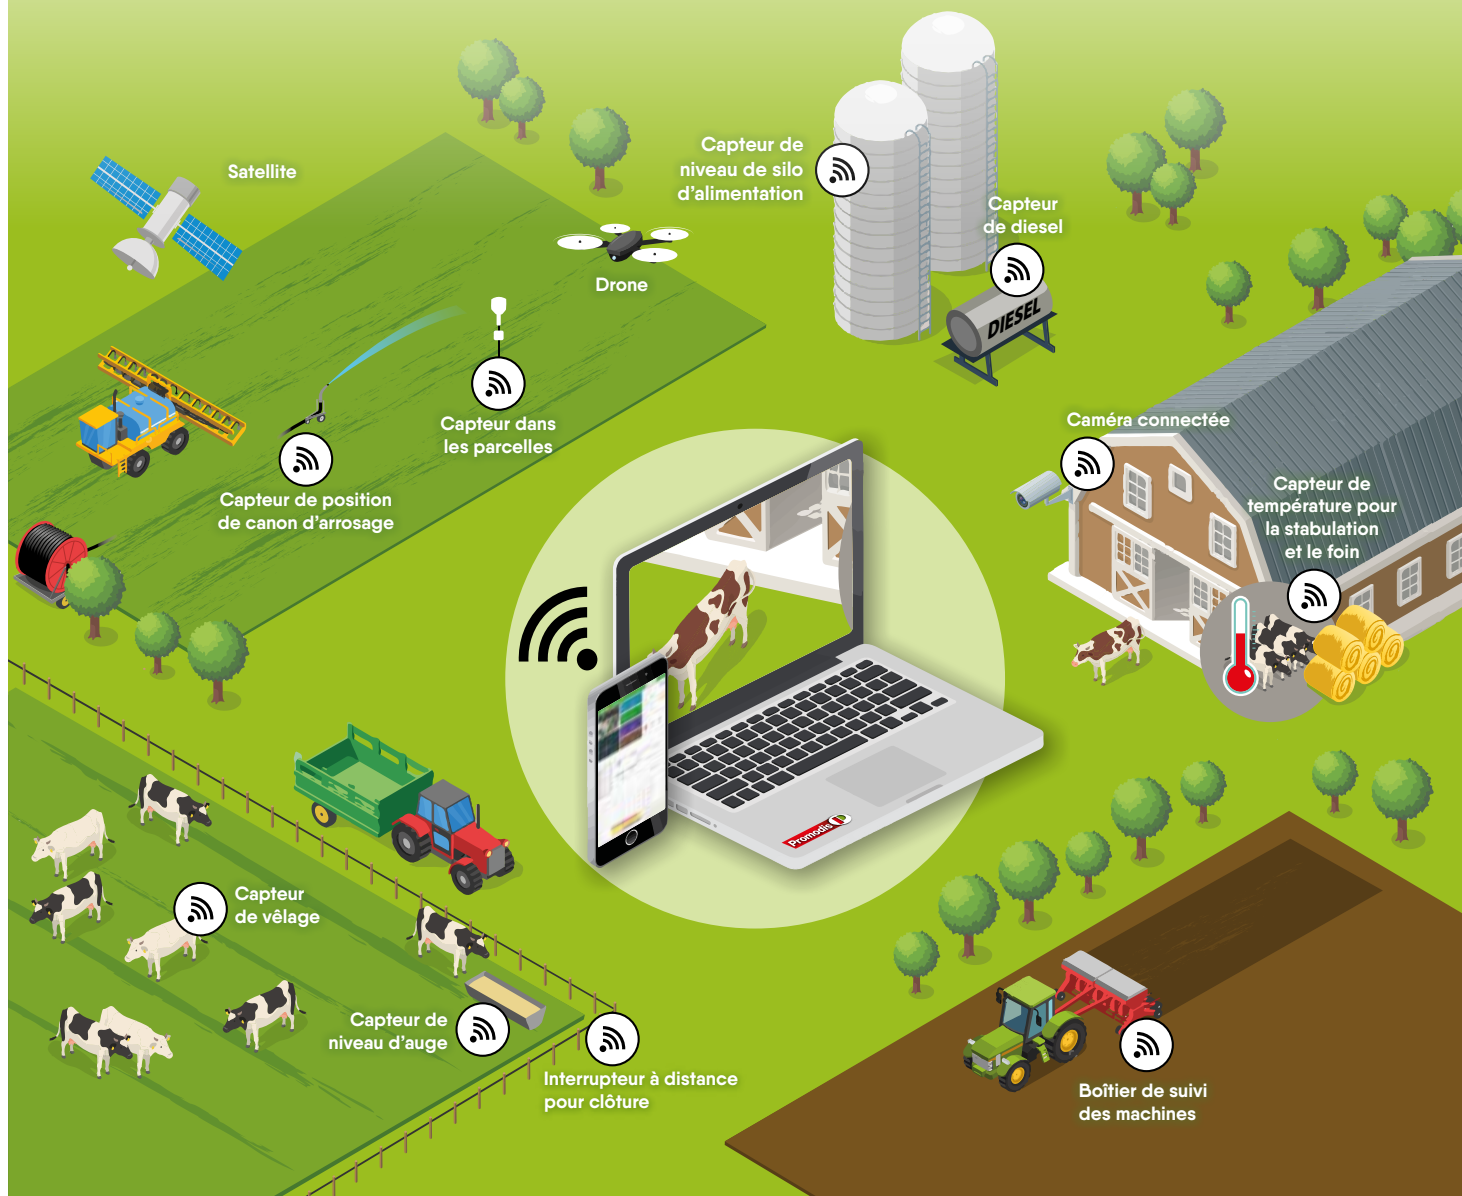 Satellite
Capteur de
niveau de silo
d'alimentation
Capteur
de diesel
DIESEL
Drone
Capteur dans
les parcelles
Capteur de position
de canon d'arrosage
Caméra connectée
Capteur de
température pour
la stabulation
et le foin
Promodis
Capteur
de vêlage
Capteur de
niveau d'auge
Interrupteur à distance
pour clôture
Boîtier de suivi
des machines